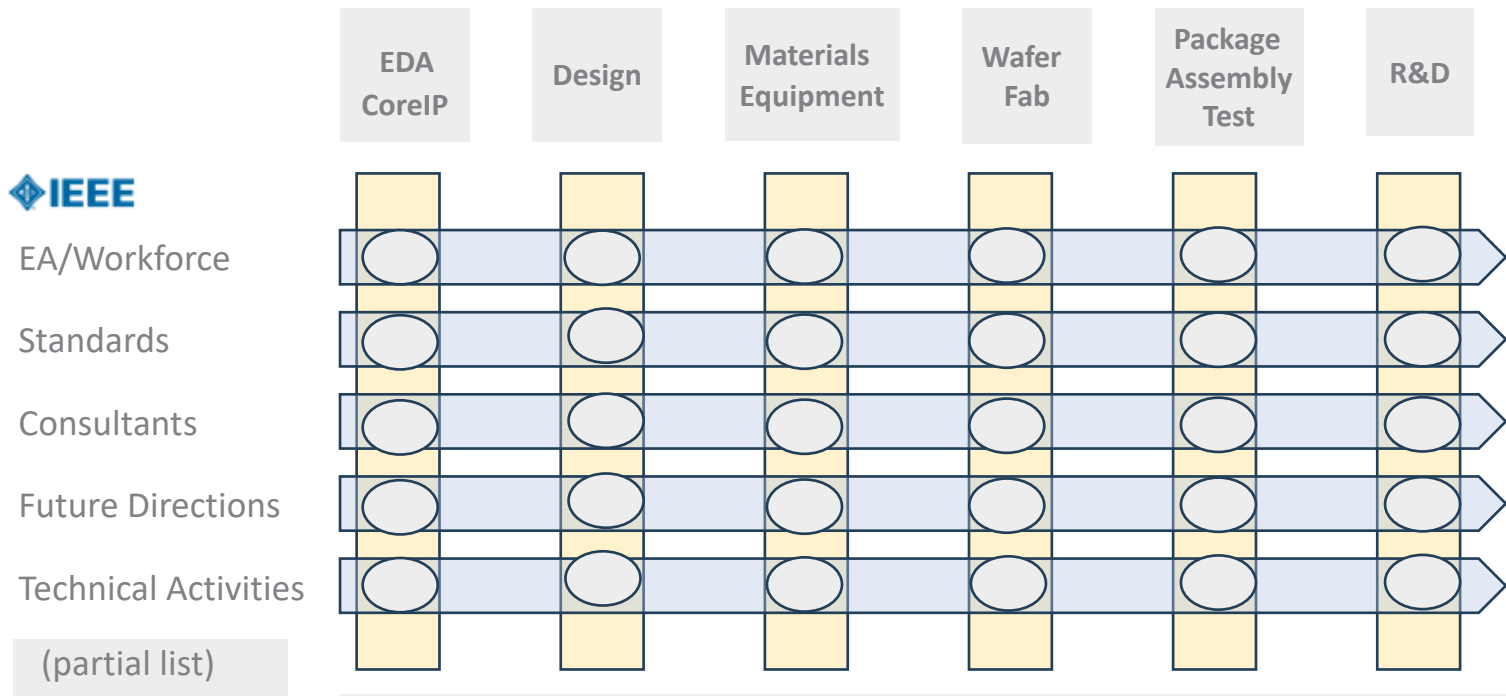 EDA
CoreIP
Design
Materials
Equipment
Wafer
Fab
Package
Assembly
Test
R&D
IEEE
EA/Workforce
Standards
Consultants
Future Directions
Technical Activities
(partial list)